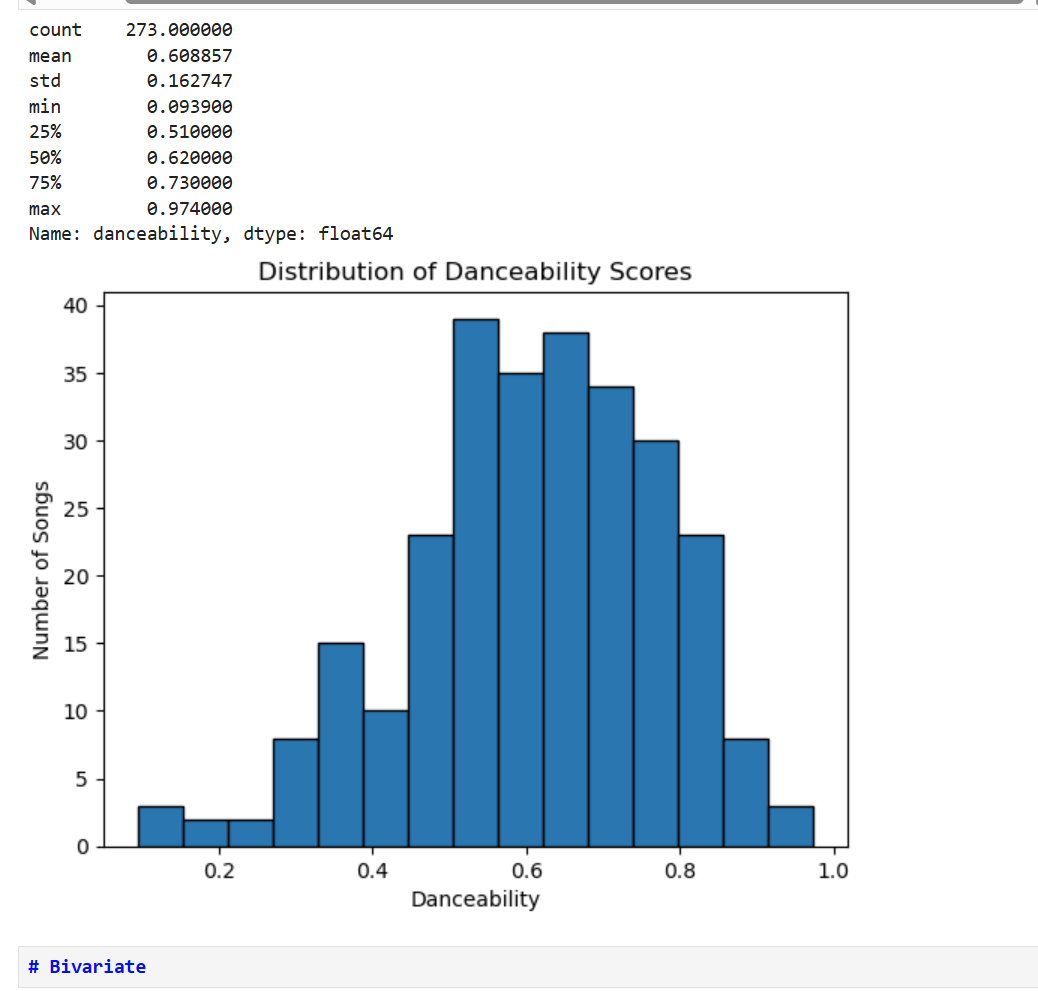 count    273.000000
mean       0.608857
std        0.162747
min        0.093900
25%        0.510000
50%        0.620000
75%        0.730000
max        0.974000
Name: danceability, dtype: float64
Distribution of Danceability Scores
40
35
30
25
20
15
10
5
0
Number of Songs
0.2 0.4 0.6 0.8 1.0
Danceability
# Bivariate